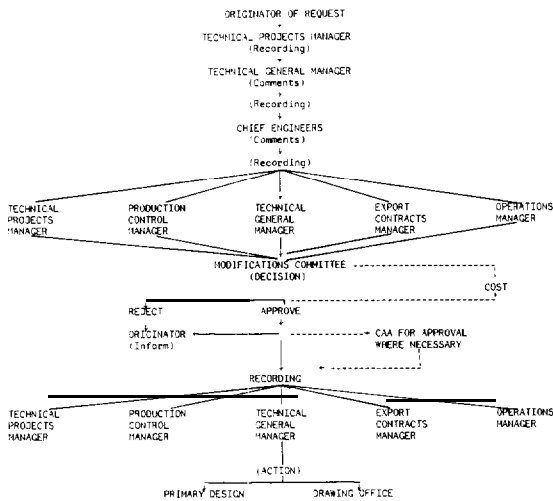 ORIGINATOR OF REQUEST
TECHNICAL PROJECTS MANAGER
(Recording)
TECHNICAL GENERAL MANAGER
(Comments)
(Recording)
CHIEF ENGINEERS
(Comments)
(Recording)
TECHNICAL PROJECTS MANAGER
PRODUCTION CONTROL MANAGER
TECHNICAL GENERAL MANAGER
EXPORT CONTRACTS MANAGER
OPERATIONS MANAGER
MODIFICATIONS COMMITTEE
(DECISION)
COST
REJECT
APPROVE
ORIGINATOR
(Inform)
CAA FOR APPROVAL
WHERE NECESSARY
RECORDING
TECHNICAL PROJECTS MANAGER
PRODUCTION CONTROL MANAGER
TECHNICAL GENERAL MANAGER
EXPORT CONTRACTS MANAGER
OPERATIONS MANAGER
(ACTION)
PRIMARY DESIGN
DRAWING OFFICE